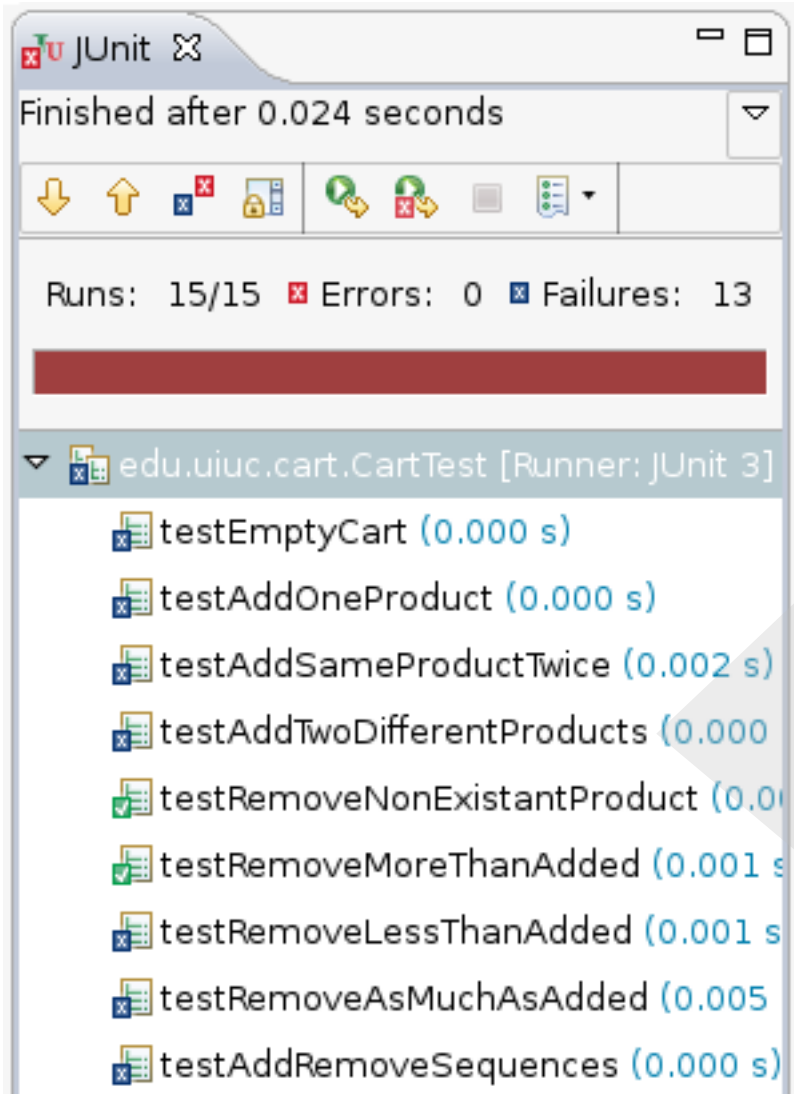 JUnit
Finished after 0.024 seconds
Runs: 15/15 Errors: 0 Failures: 13
edu.uiuc.cart.CartTest [Runner: JUnit 3]
testEmptyCart (0.000 s)
testAddOneProduct (0.000 s)
testAddSameProductTwice (0.002 s)
testAddTwoDifferentProducts (0.000
testRemoveNonExistantProduct (0.0
testRemoveMoreThanAdded (0.001 s
testRemoveLessThanAdded (0.001 s
testRemoveAsMuchAsAdded (0.005
testAddRemoveSequences (0.000 s)